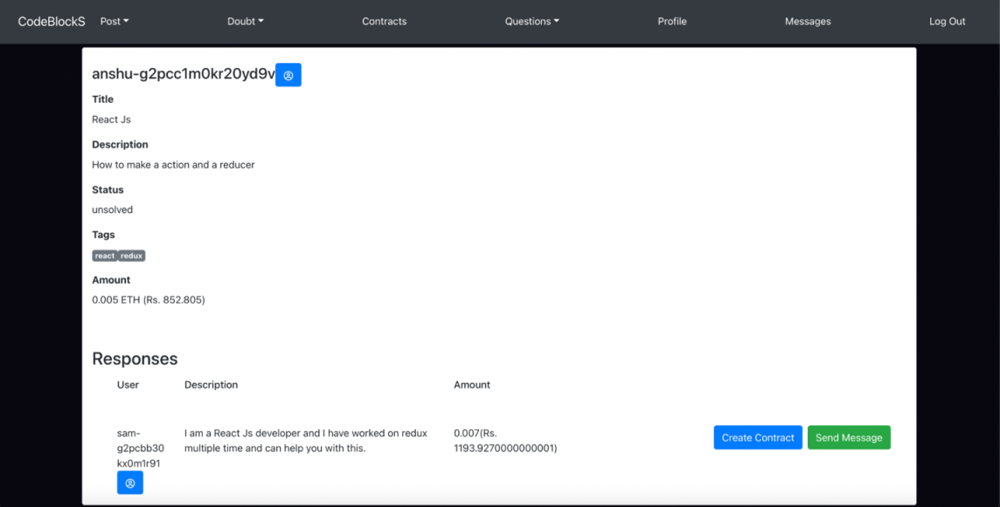 CodeBlockS Post Doubt Contracts Questions Profile Messages Log Out
anshu-g2pcc1m0kr20yd9v
Title
React Js
Description
How to make a action and a reducer
Status
unsolved
Tags
react redux
Amount
0.005 ETH (Rs. 852.805)
Responses
User Description Amount
sam- I am a React Js developer and I have worked on redux 0.007(Rs.
g2pcbb30 multiple time and can help you with this. 1193.9270000000001) Create Contract Send Message
kx0m1r91